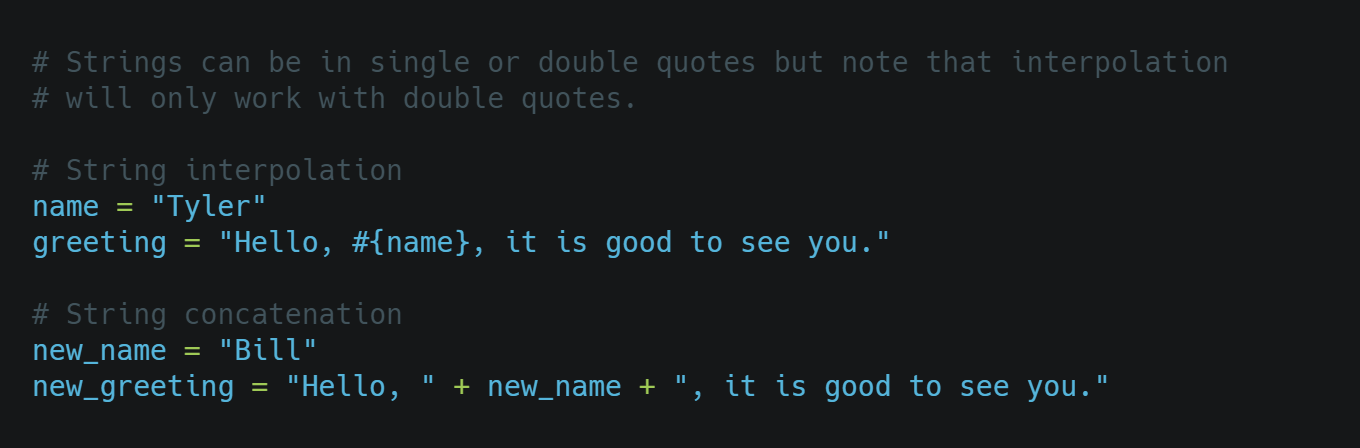 # Strings can be in single or double quotes but note that interpolation
# will only work with double quotes.
# String interpolation
name = "Tyler"
greeting = "Hello, #{name}, it is good to see you."
# String concatenation
new_name = "Bill"
new_greeting = "Hello, " + new_name + ", it is good to see you."